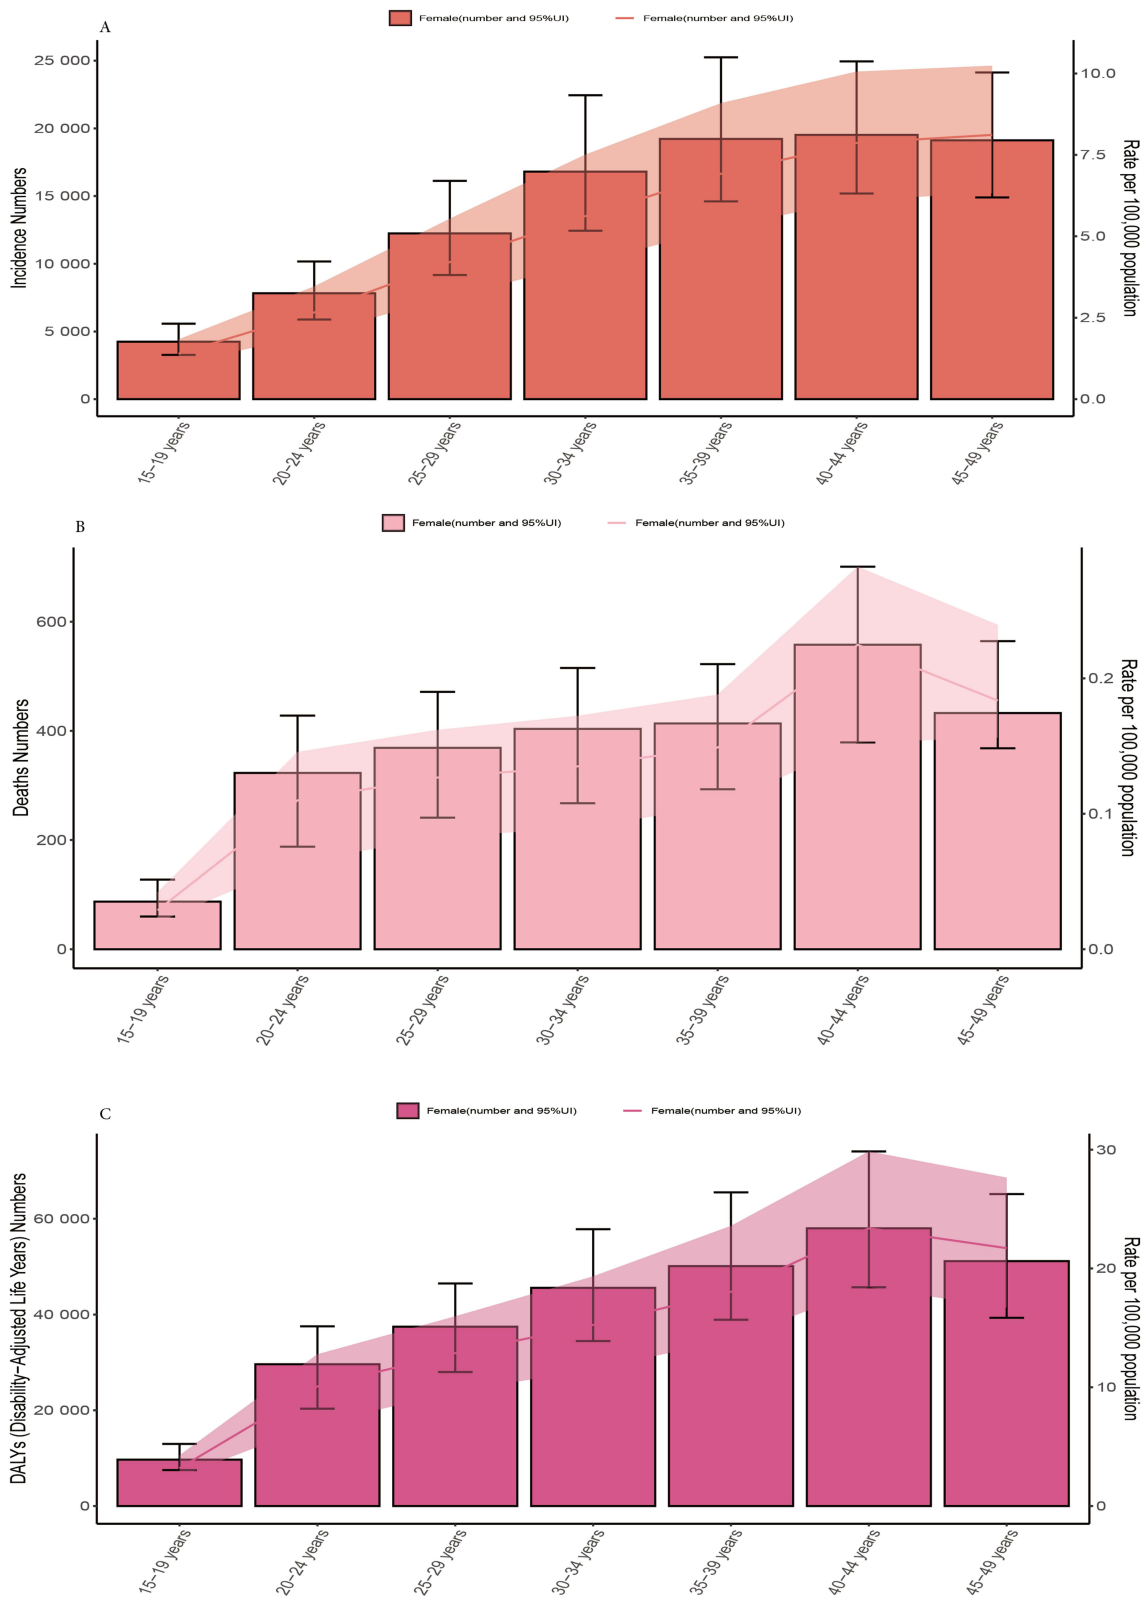 A
Female(number and 95%UI)
Female(number and 95%UI)
Incidence Numbers
25 000
20 000
15 000
10 000
5 000
0
10.0
7.5
5.0
2.5
0.0
Rate per 100,000 population
15−19 years
20−24 years
25−29 years
30−34 years
35−39 years
40−44 years
45−49 years
B
Female(number and 95%UI)
Female(number and 95%UI)
Deaths Numbers
600
400
200
0
0.2
0.1
0.0
Rate per 100,000 population
15−19 years
20−24 years
25−29 years
30−34 years
35−39 years
40−44 years
45−49 years
C
Female(number and 95%UI)
Female(number and 95%UI)
DALYs (Disability−Adjusted Life Years) Numbers
60 000
40 000
20 000
0
30
20
10
0
Rate per 100,000 population
15−19 years
20−24 years
25−29 years
30−34 years
35−39 years
40−44 years
45−49 years